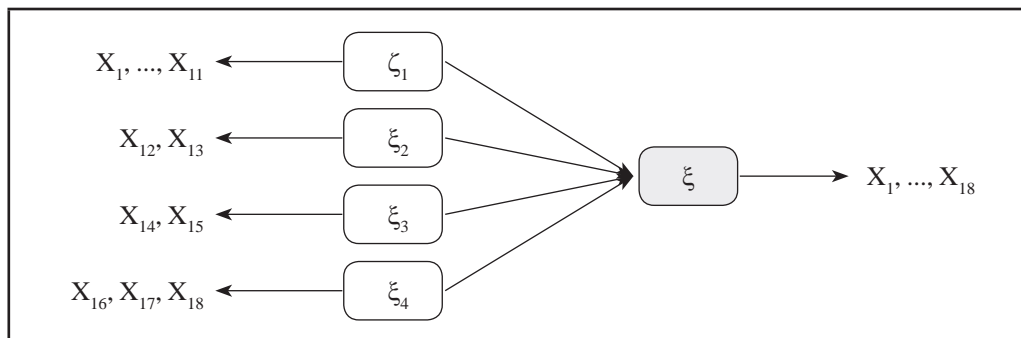 X₁, ..., X₁₁ ζ₁
X₁₂, X₁₃ ξ₂
ξ X₁, ..., X₁₈
X₁₄, X₁₅ ξ₃
X₁₆, X₁₇, X₁₈ ξ₄